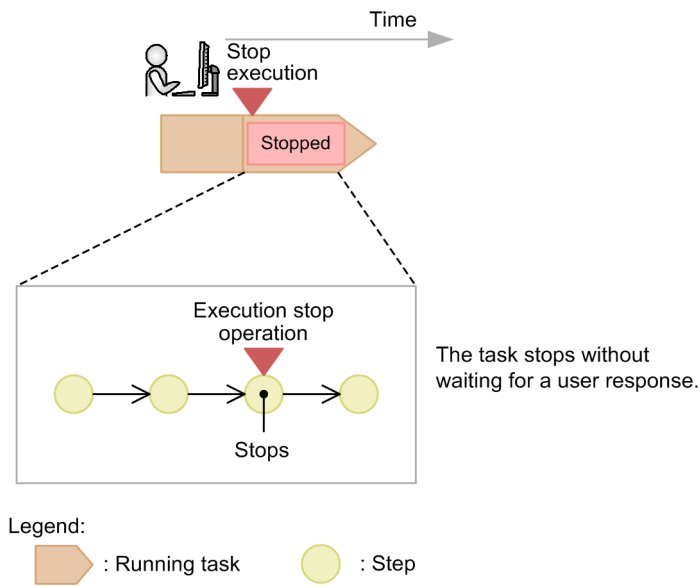 Time
Stop
execution
Stopped
Execution stop
operation
Stops
The task stops without
waiting for a user response.
Legend:
: Running task
: Step